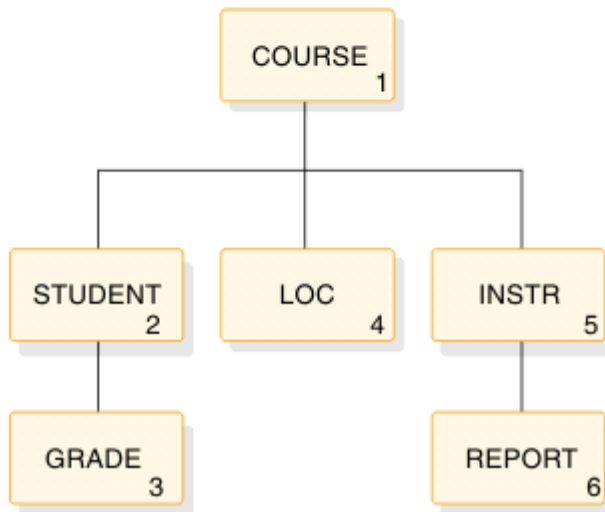 COURSE
1
STUDENT
2
LOC
4
INSTR
5
GRADE
3
REPORT
6